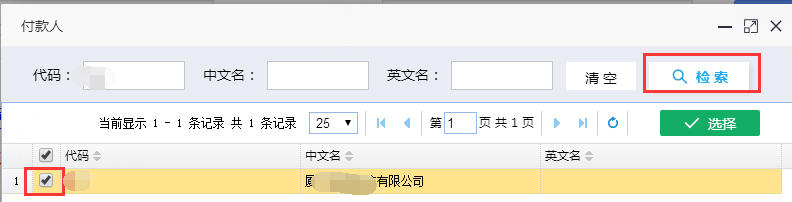 付款人
代码： 中文名： 英文名： 清 空 检 索
当前显示 1 - 1 条记录 共 1 条记录 25 第 1 页 共 1 页 选择
代码 中文名 英文名
1 厦 有限公司